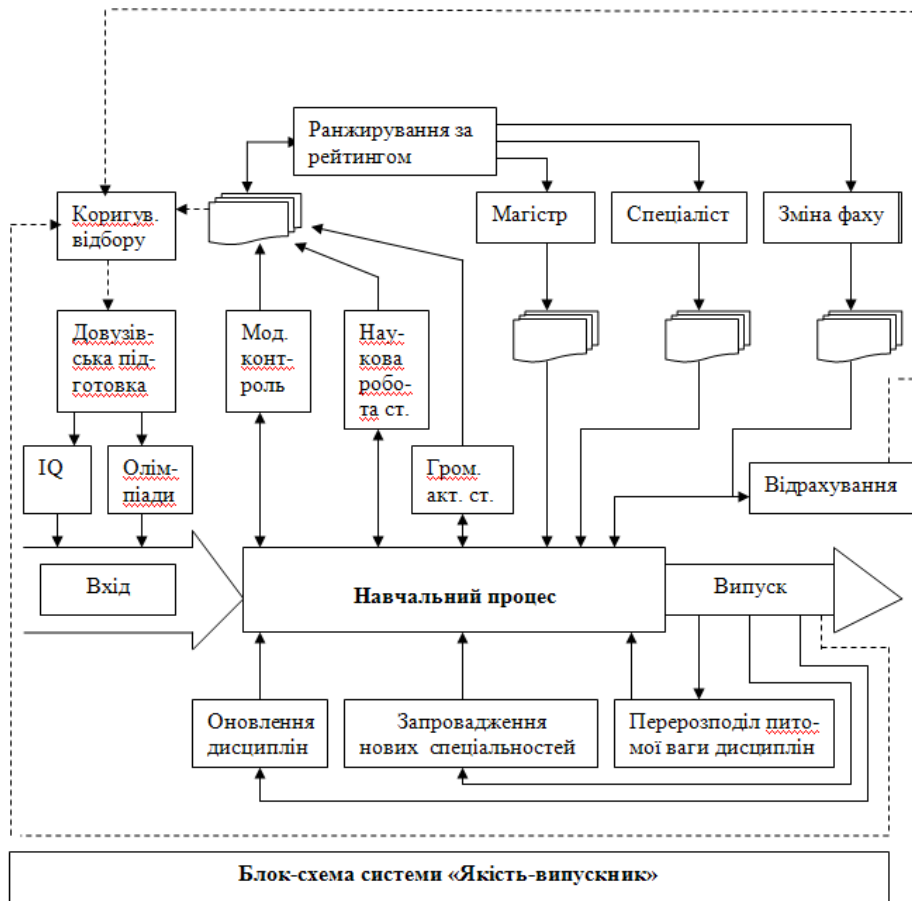 Ранжирування за
рейтингом
Коригув.
відбору
Магістр
Спеціаліст
Зміна фаху
Довузів-
ська під-
готовка
Мод.
конт-
роль
Нау-
кова
робо-
та ст.
IQ
Олім-
піади
Гром.
акт. ст.
Відрахування
Вхід
Навчальний процес
Випуск
Оновлення
дисциплін
Запровадження
нових спеціальностей
Перерозподіл пито-
мої ваги дисциплін
Блок-схема системи «Якість-випускник»